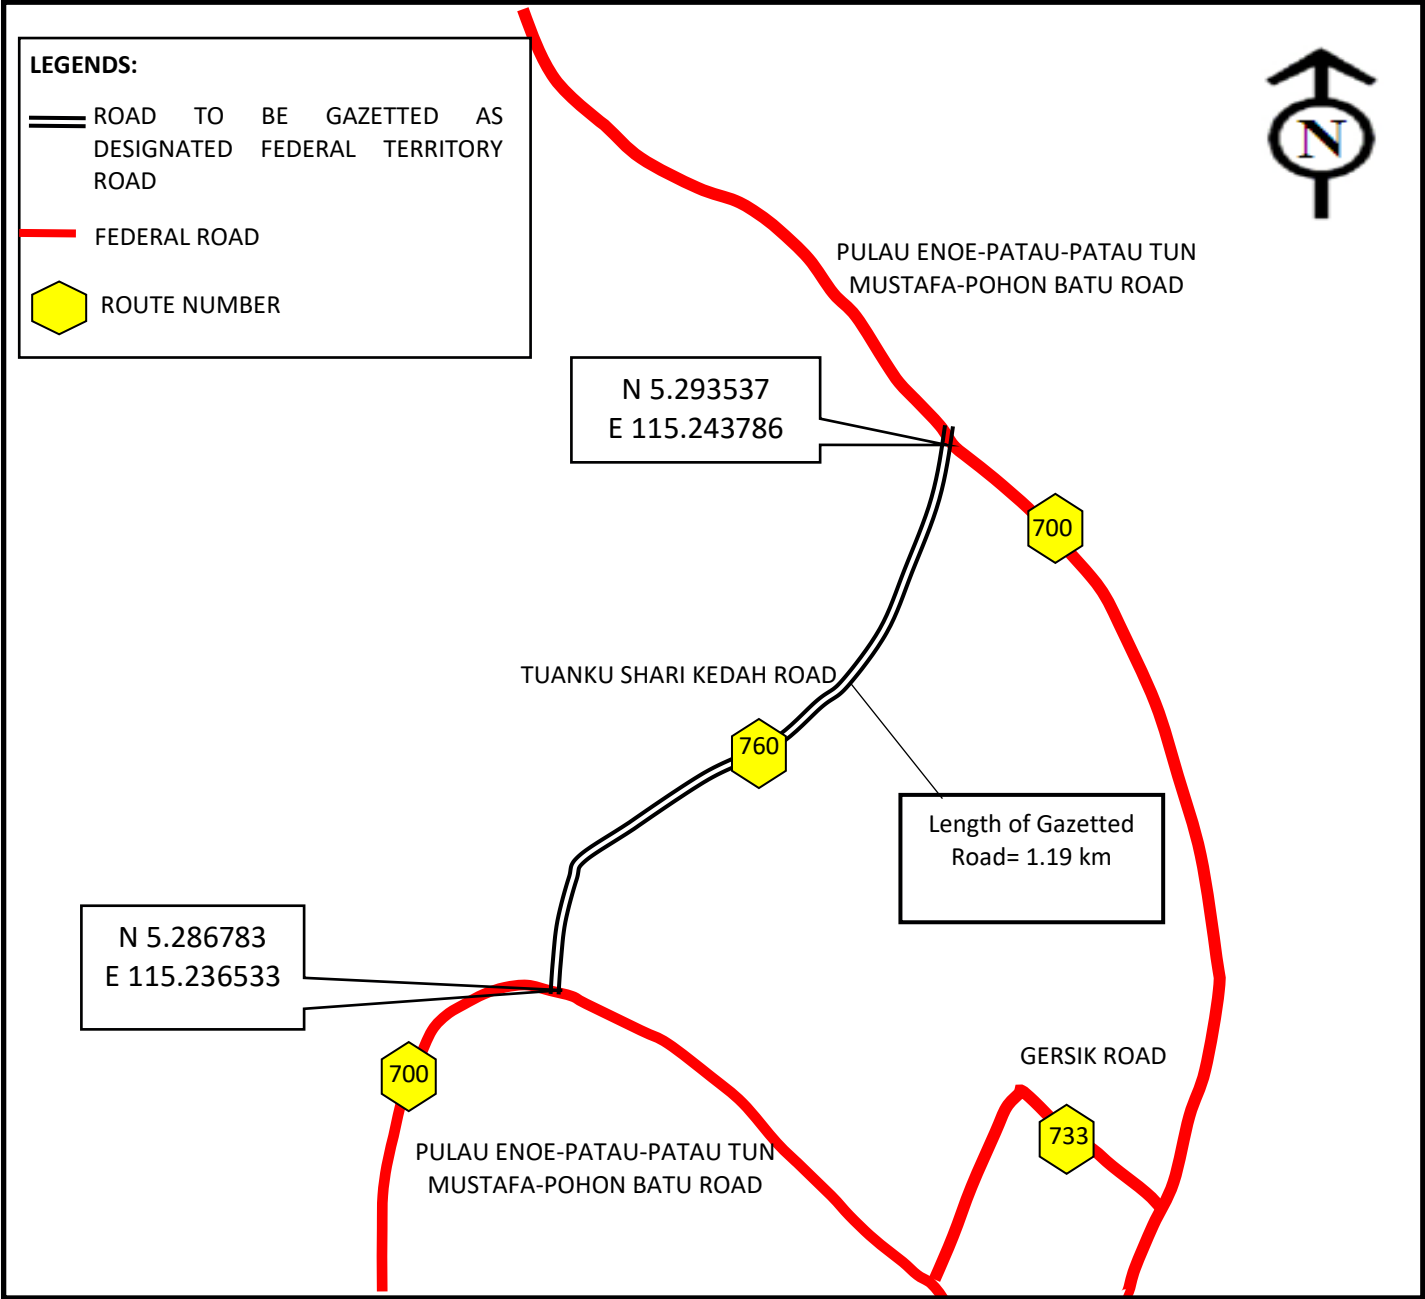 LEGENDS:
ROAD TO BE GAZETTED AS
DESIGNATED FEDERAL TERRITORY
ROAD
FEDERAL ROAD
ROUTE NUMBER
N
PULAU ENOE-PATAU-PATAU TUN
MUSTAFA-POHON BATU ROAD
N 5.293537
E 115.243786
700
TUANKU SHARI KEDAH ROAD
760
Length of Gazetted
Road= 1.19 km
N 5.286783
E 115.236533
700
GERSIK ROAD
733
PULAU ENOE-PATAU-PATAU TUN
MUSTAFA-POHON BATU ROAD